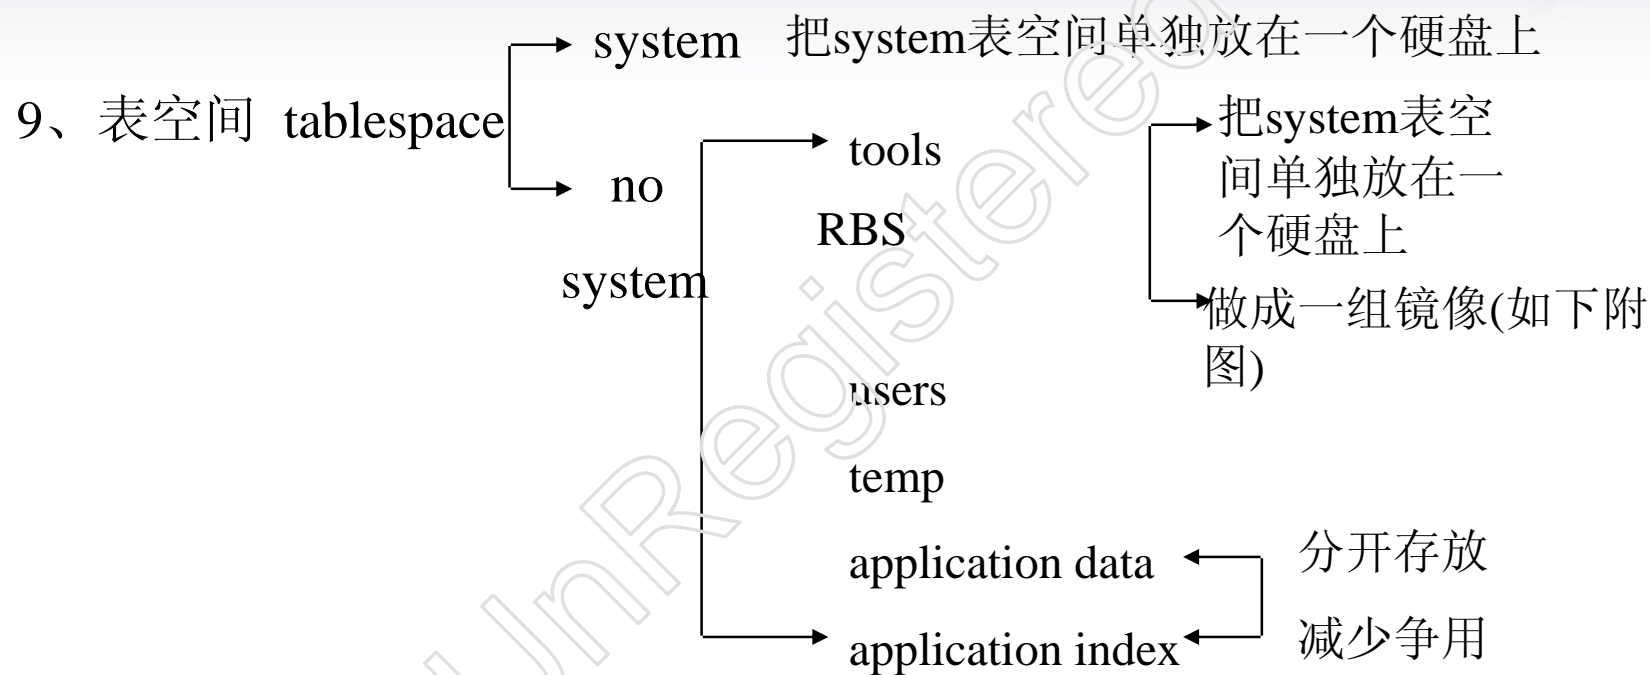 system 把system表空间单独放在一个硬盘上
9、表空间 tablespace
no
system
tools
RBS
users
temp
application data
application index
把system表空
间单独放在一
个硬盘上
做成一组镜像(如下附
图)
分开存放
减少争用
UnRegistered